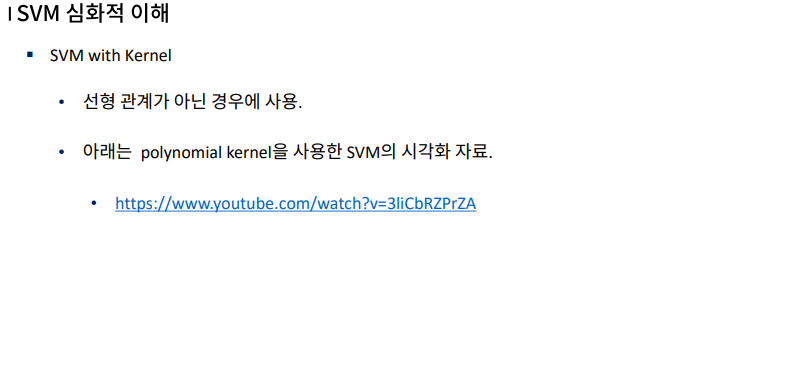 SVM 심화적 이해
▪ SVM with Kernel
• 선형 관계가 아닌 경우에 사용.
• 아래는 polynomial kernel을 사용한 SVM의 시각화 자료.
• https://www.youtube.com/watch?v=3liCbRZPrZA